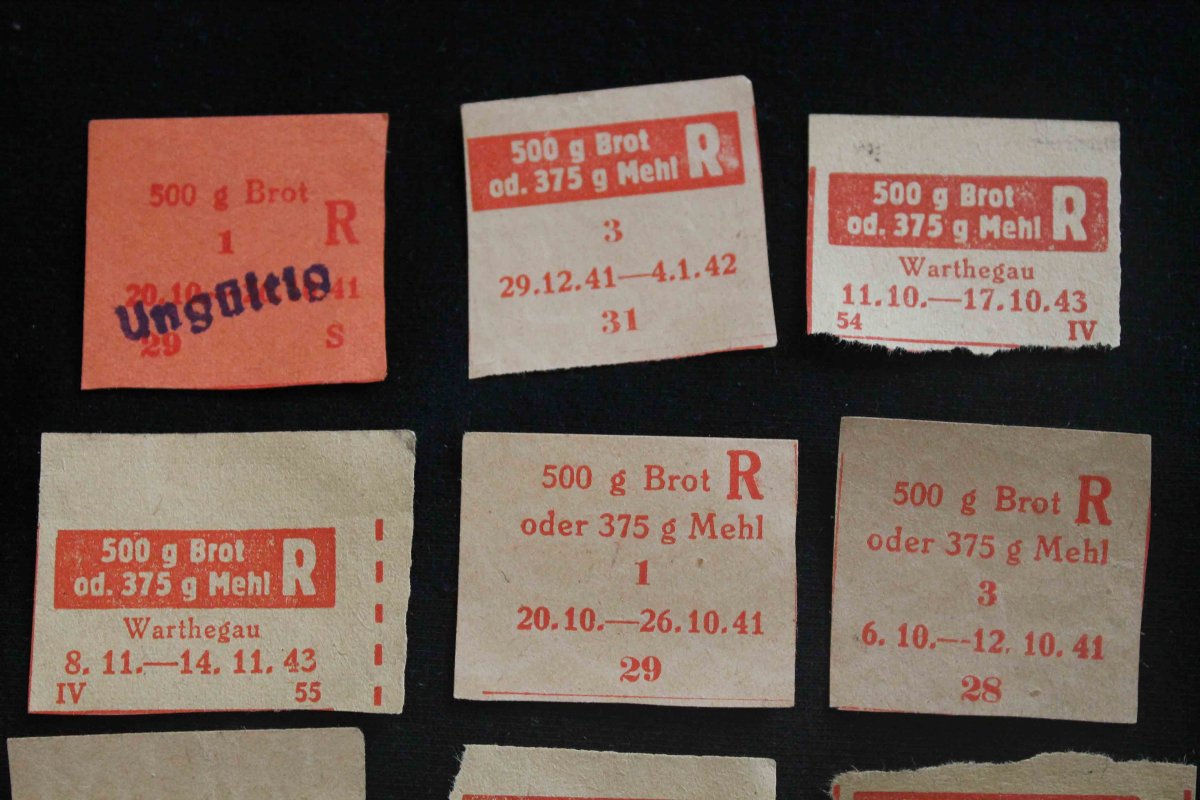 500 g Brot
R
1
20.10. 41
Ungültig
29 S
500 g Brot
od. 375 g Mehl R
3
29.12.41—4.1.42
31
500 g Brot
od. 375 g Mehl R
Warthegau
11.10.—17.10.43
54 IV
500 g Brot
od. 375 g Mehl R
Warthegau
8. 11.—14. 11. 43
IV 55
500 g Brot R
oder 375 g Mehl
1
20.10.—26.10.41
29
500 g Brot R
oder 375 g Mehl
3
6. 10.—12. 10. 41
28